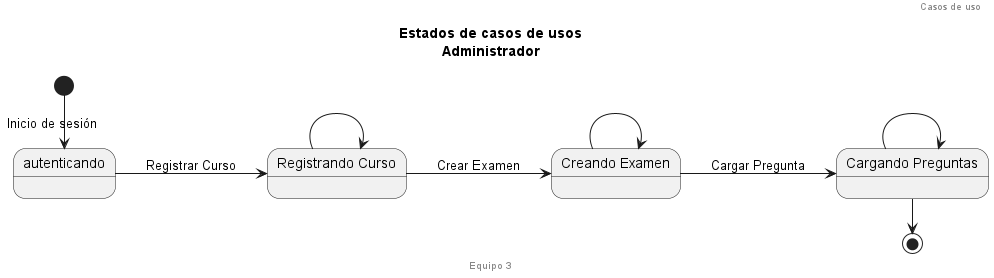 Casos de uso
Estados de casos de usos
Administrador
Inicio de sesión
autenticando
Registrar Curso
Registrando Curso
Crear Examen
Creando Examen
Cargar Pregunta
Cargando Preguntas
Equipo 3